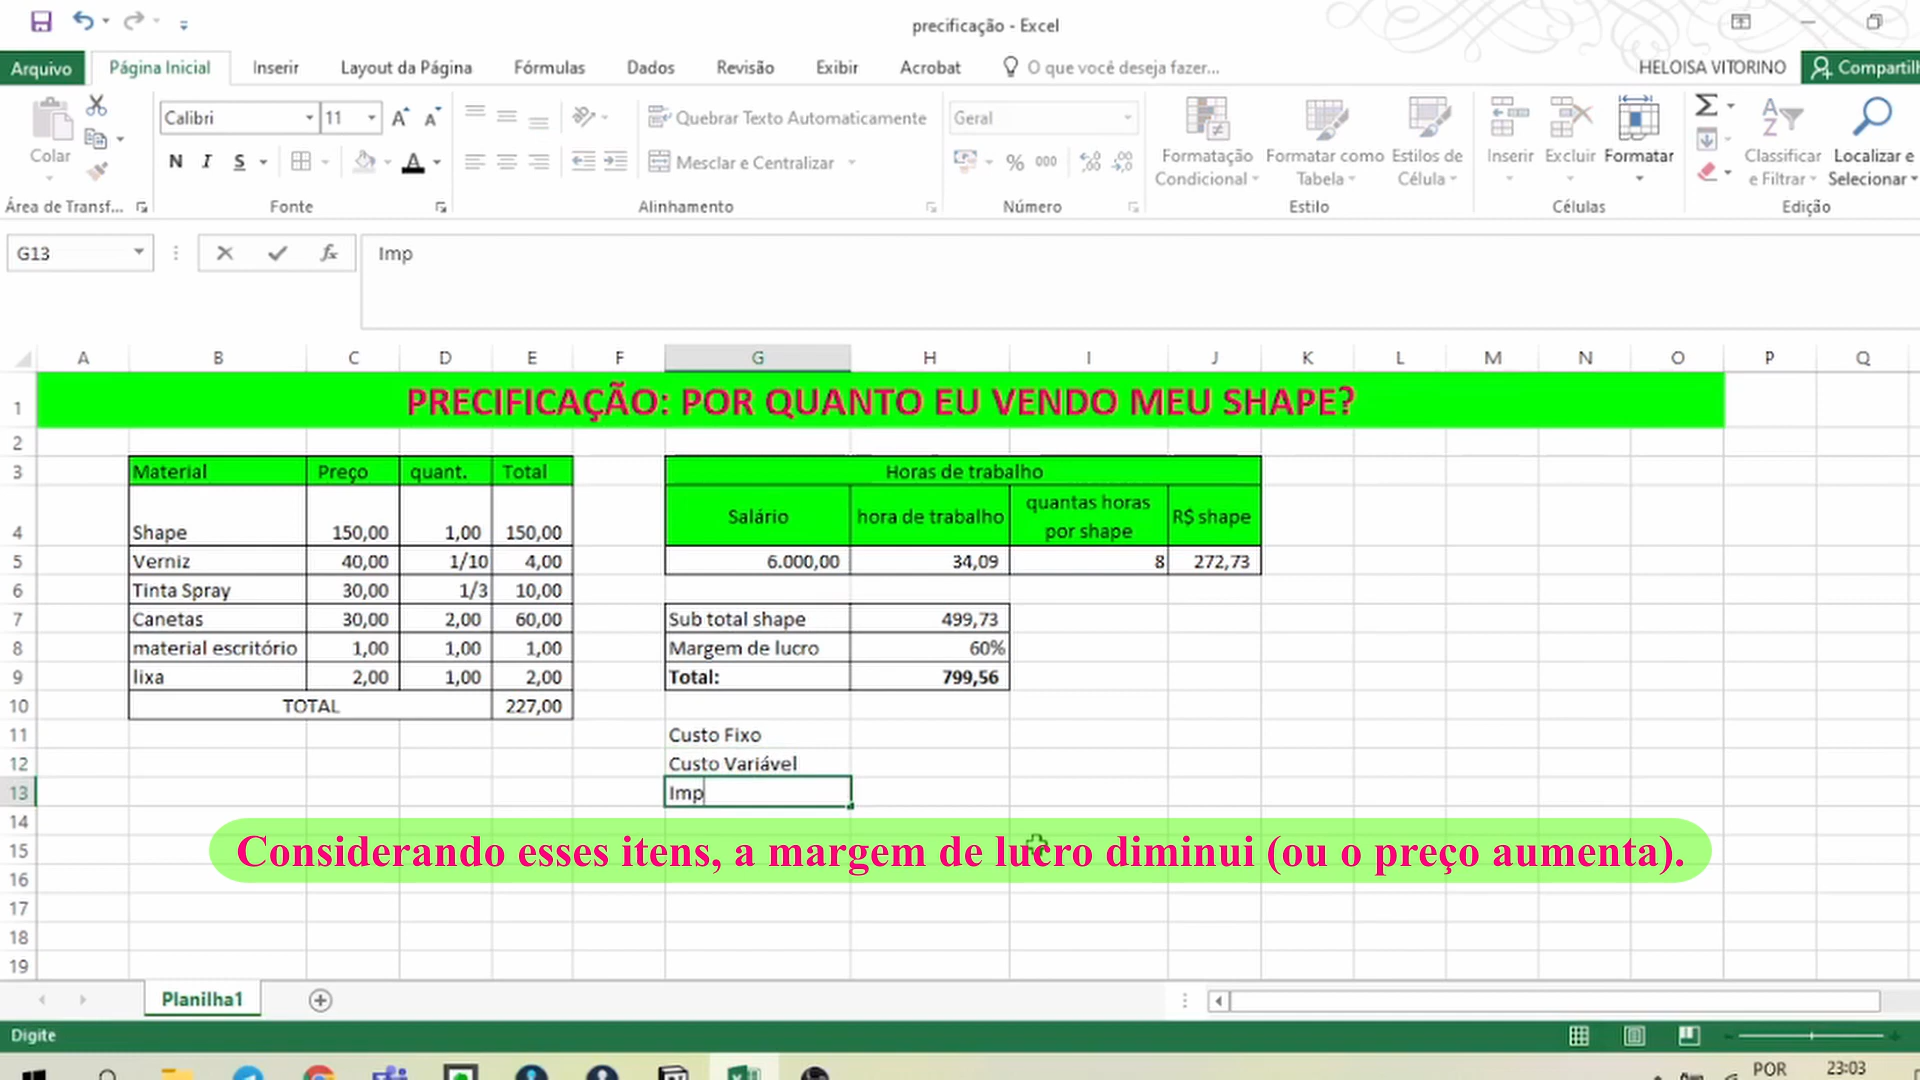 precificação - Excel
Arquivo Página Inicial Inserir Layout da Página Fórmulas Dados Revisão Exibir Acrobat O que você deseja fazer... HELOISA VITORINO
Calibri 11 Quebrar Texto Automaticamente Geral
Colar N I S Mesclar e Centralizar % 000 Formatação Condicional Formatar como Tabela Estilos de Célula Inserir Excluir Formatar Classificar e Filtrar Localizar e Selecionar
Área de Transf... Fonte Alinhamento Número Estilo Células Edição
G13 fx Imp
A B C D E F G H I J K L M N O P Q
1 PRECIFICAÇÃO: POR QUANTO EU VENDO MEU SHAPE?
2
3 Material Preço quant. Total Horas de trabalho
4 Shape 150,00 1,00 150,00 Salário hora de trabalho quantas horas por shape R$ shape
5 Verniz 40,00 1/10 4,00 6.000,00 34,09 8 272,73
6 Tinta Spray 30,00 1/3 10,00
7 Canetas 30,00 2,00 60,00 Sub total shape 499,73
8 material escritório 1,00 1,00 1,00 Margem de lucro 60%
9 lixa 2,00 1,00 2,00 Total: 799,56
10 TOTAL 227,00
11 Custo Fixo
12 Custo Variável
13 Imp
14
15 Considerando esses itens, a margem de lucro diminui (ou o preço aumenta).
16
17
18
19
Planilha1
Digite
POR 23:03